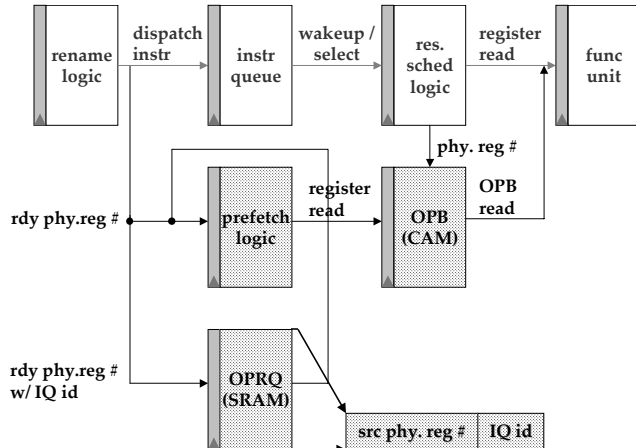 rename
logic
dispatch
instr
instr
queue
wakeup /
select
res.
sched
logic
register
read
func
unit
phy. reg #
rdy phy.reg #
prefetch
logic
register
read
OPB
(CAM)
OPB
read
rdy phy.reg #
w/ IQ id
OPRQ
(SRAM)
src phy. reg #
IQ id